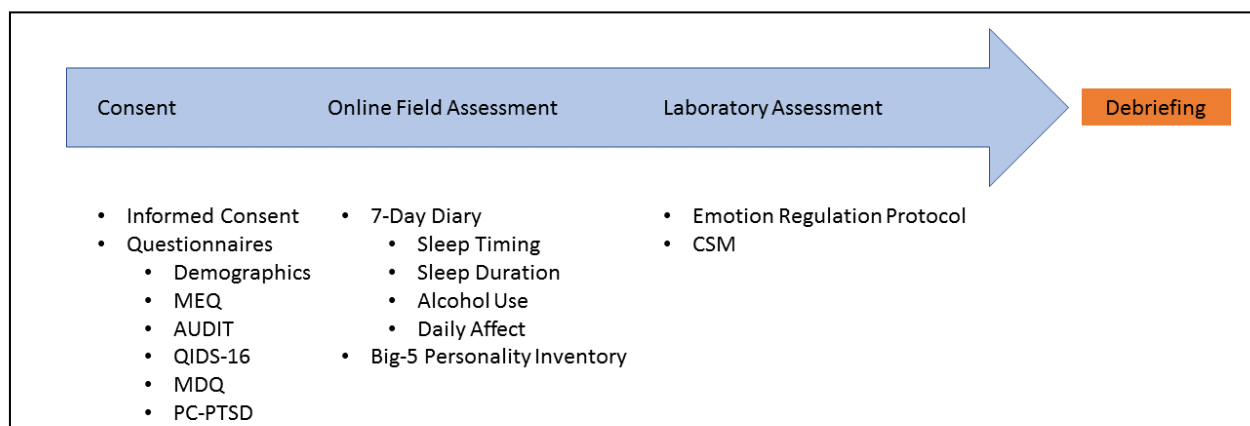 Consent
Online Field Assessment
Laboratory Assessment
Debriefing
• Informed Consent
• Questionnaires
• Demographics
• MEQ
• AUDIT
• QIDS-16
• MDQ
• PC-PTSD
• 7-Day Diary
• Sleep Timing
• Sleep Duration
• Alcohol Use
• Daily Affect
• Big-5 Personality Inventory
• Emotion Regulation Protocol
• CSM